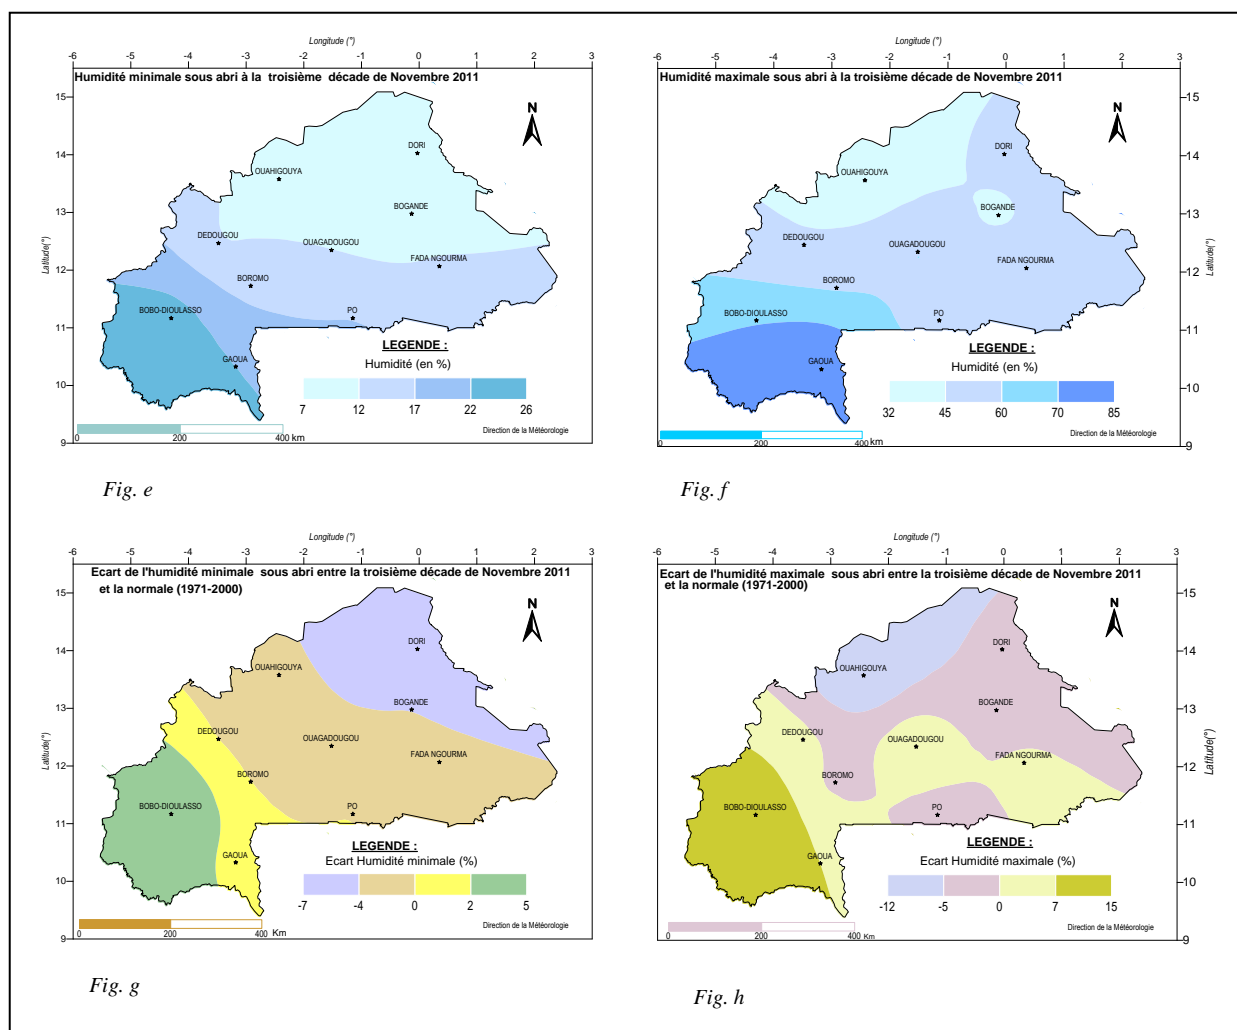 Longitude (°)
-6 -5 -4 -3 -2 -1 0 1 2 3
Humidité minimale sous abri à la troisième décade de Novembre 2011
15
14
13
12
11
10
9
Latitude(°)
N
DORI
OUAHIGOUYA
BOGANDE
DEDOUGOU
OUAGADOUGOU
FADA NGOURMA
BOROMO
BOBO-DIOULASSO
PO
GAOUA
LEGENDE :
Humidité (en %)
7 12 17 22 26
Direction de la Météorologie
0 200 400 km
Fig. e
Longitude (°)
-6 -5 -4 -3 -2 -1 0 1 2 3
Humidité maximale sous abri à la troisième décade de Novembre 2011
15
14
13
12
11
10
9
Latitude(°)
N
DORI
OUAHIGOUYA
BOGANDE
DEDOUGOU
OUAGADOUGOU
FADA NGOURMA
BOROMO
BOBO-DIOULASSO
PO
GAOUA
LEGENDE :
Humidité (en %)
32 45 60 70 85
Direction de la Météorologie
0 200 400 Km
Fig. f
Longitude (°)
-6 -5 -4 -3 -2 -1 0 1 2 3
Ecart de l'humidité minimale sous abri entre la troisième décade de Novembre 2011
et la normale (1971-2000)
15
14
13
12
11
10
9
Latitude(°)
N
DORI
OUAHIGOUYA
BOGANDE
DEDOUGOU
OUAGADOUGOU
FADA NGOURMA
BOROMO
BOBO-DIOULASSO
PO
GAOUA
LEGENDE :
Ecart Humidité minimale (%)
-7 -4 0 2 5
Direction de la Météorologie
0 200 400 Km
Fig. g
Longitude (°)
-6 -5 -4 -3 -2 -1 0 1 2 3
Ecart de l'humidité maximale sous abri entre la troisième décade de Novembre 2011
et la normale (1971-2000)
15
14
13
12
11
10
9
Latitude(°)
N
DORI
OUAHIGOUYA
BOGANDE
DEDOUGOU
OUAGADOUGOU
FADA NGOURMA
BOROMO
BOBO-DIOULASSO
PO
GAOUA
LEGENDE :
Ecart Humidité maximale (%)
-12 -5 0 7 15
Direction de la Météorologie
0 200 400
Fig. h